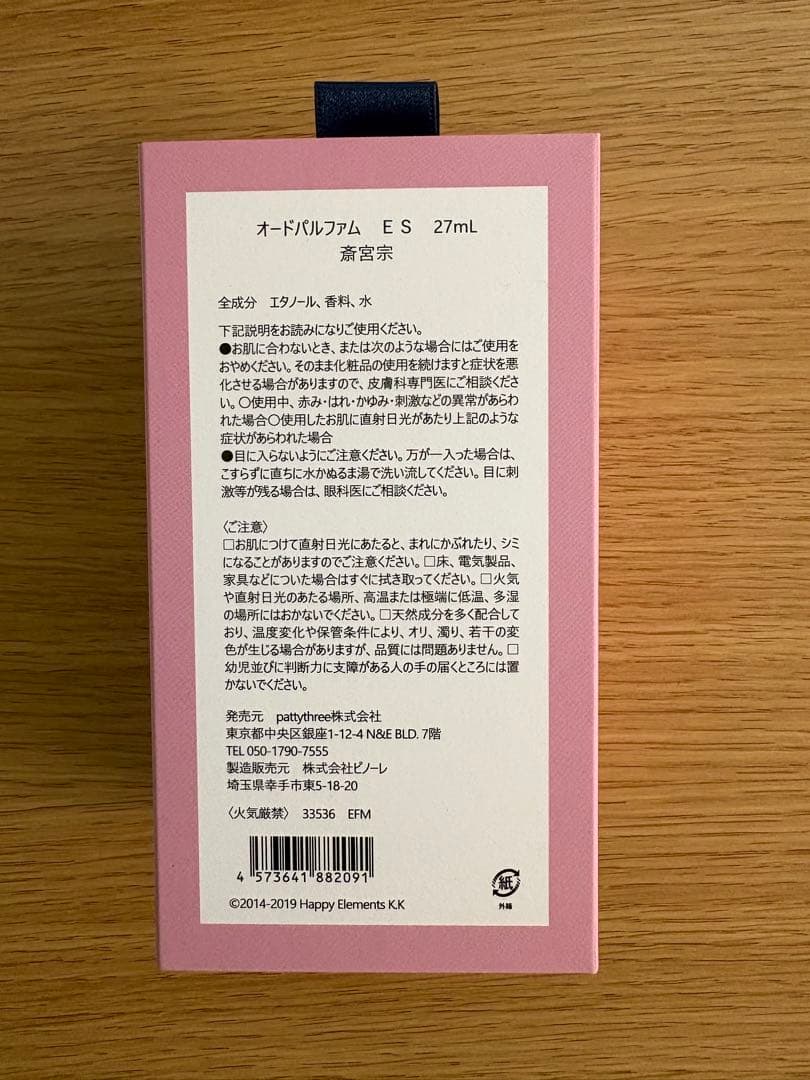 オードパルファム　ＥＳ　27mL
斎宮宗
全成分　エタノール、香料、水
下記説明をお読みになりご使用ください。
●お肌に合わないとき、または次のような場合にはご使用を
おやめください。そのまま化粧品の使用を続けますと症状を悪
化させる場合がありますので、皮膚科専門医にご相談くださ
い。〇使用中、赤み・はれ・かゆみ・刺激などの異常があらわ
れた場合〇使用したお肌に直射日光があたり上記のような
症状があらわれた場合
●目に入らないようにご注意ください。万が一入った場合は、
こすらずに直ちに水かぬるま湯で洗い流してください。目に刺
激等が残る場合は、眼科医にご相談ください。
〈ご注意〉
□お肌につけて直射日光にあたると、まれにかぶれたり、シミ
になることがありますのでご注意ください。□床、電気製品、
家具などについた場合はすぐに拭き取ってください。□火気
や直射日光のあたる場所、高温または極端に低温、多湿
の場所にはおかないでください。□天然成分を多く配合して
おり、温度変化や保管条件により、オリ、濁り、若干の変
色が生じる場合がありますが、品質には問題ありません。□
幼児並びに判断力に支障がある人の手の届くところには置
かないでください。
発売元　pattythree株式会社
東京都中央区銀座1-12-4 N&E BLD. 7階
TEL 050-1790-7555
製造販売元　株式会社ピノーレ
埼玉県幸手市東5-18-20
〈火気厳禁〉　33536　EFM
4 573641 882091
紙
外箱
©2014-2019 Happy Elements K.K